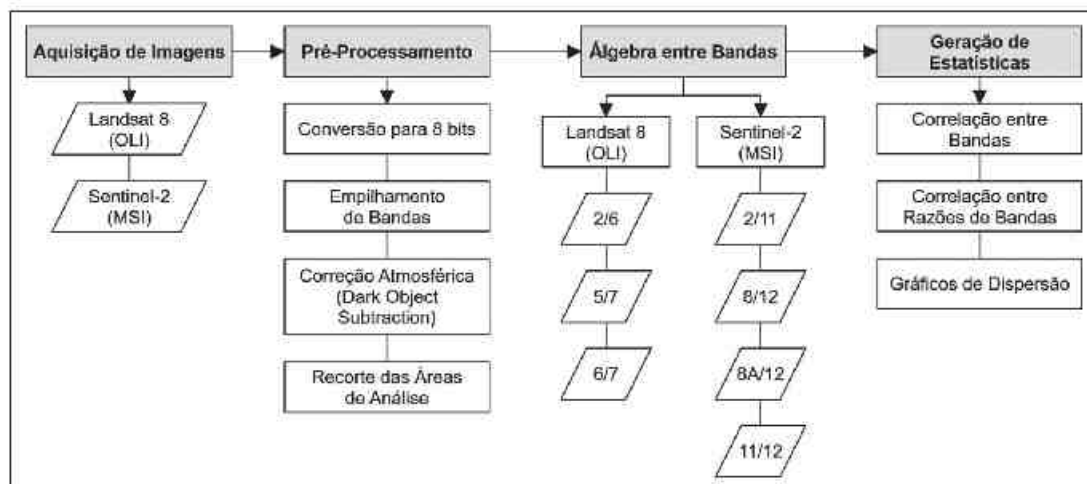 Aquisição de Imagens
Landsat 8
(OLI)
Sentinel-2
(MSI)
Pré-Processamento
Conversão para 8 bits
Empilhamento
de Bandas
Correção Atmosférica
(Dark Object
Subtraction)
Recorte das Áreas
de Análise
Álgebra entre Bandas
Landsat 8
(OLI)
2/6
5/7
6/7
Sentinel-2
(MSI)
2/11
8/12
8A/12
11/12
Geração de
Estatísticas
Correlação entre
Bandas
Correlação entre
Razões de Bandas
Gráficos de Dispersão